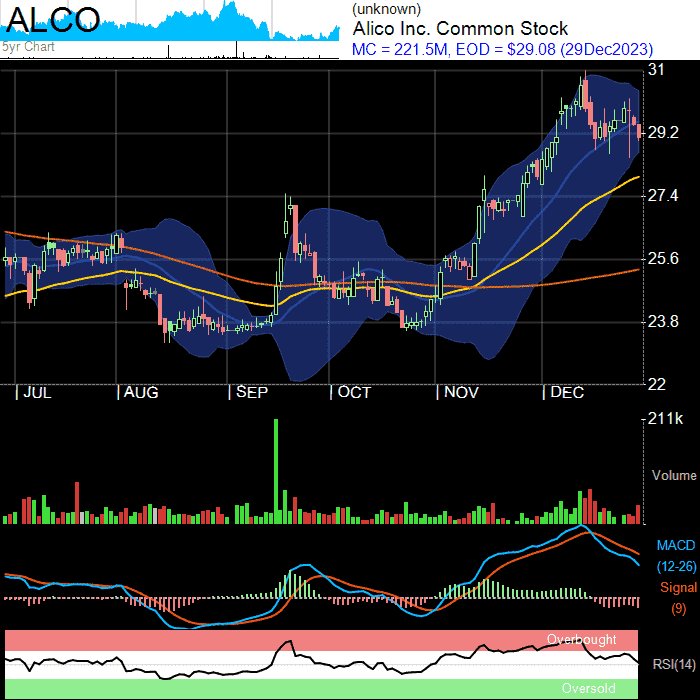 ALCO
5yr Chart
(unknown)
Alico Inc. Common Stock
MC = 221.5M, EOD = $29.08 (29Dec2023)
31
29.2
27.4
25.6
23.8
22
JUL AUG SEP OCT NOV DEC
211k
Volume
MACD
(12-26)
Signal
(9)
Overbought
RSI(14)
Oversold